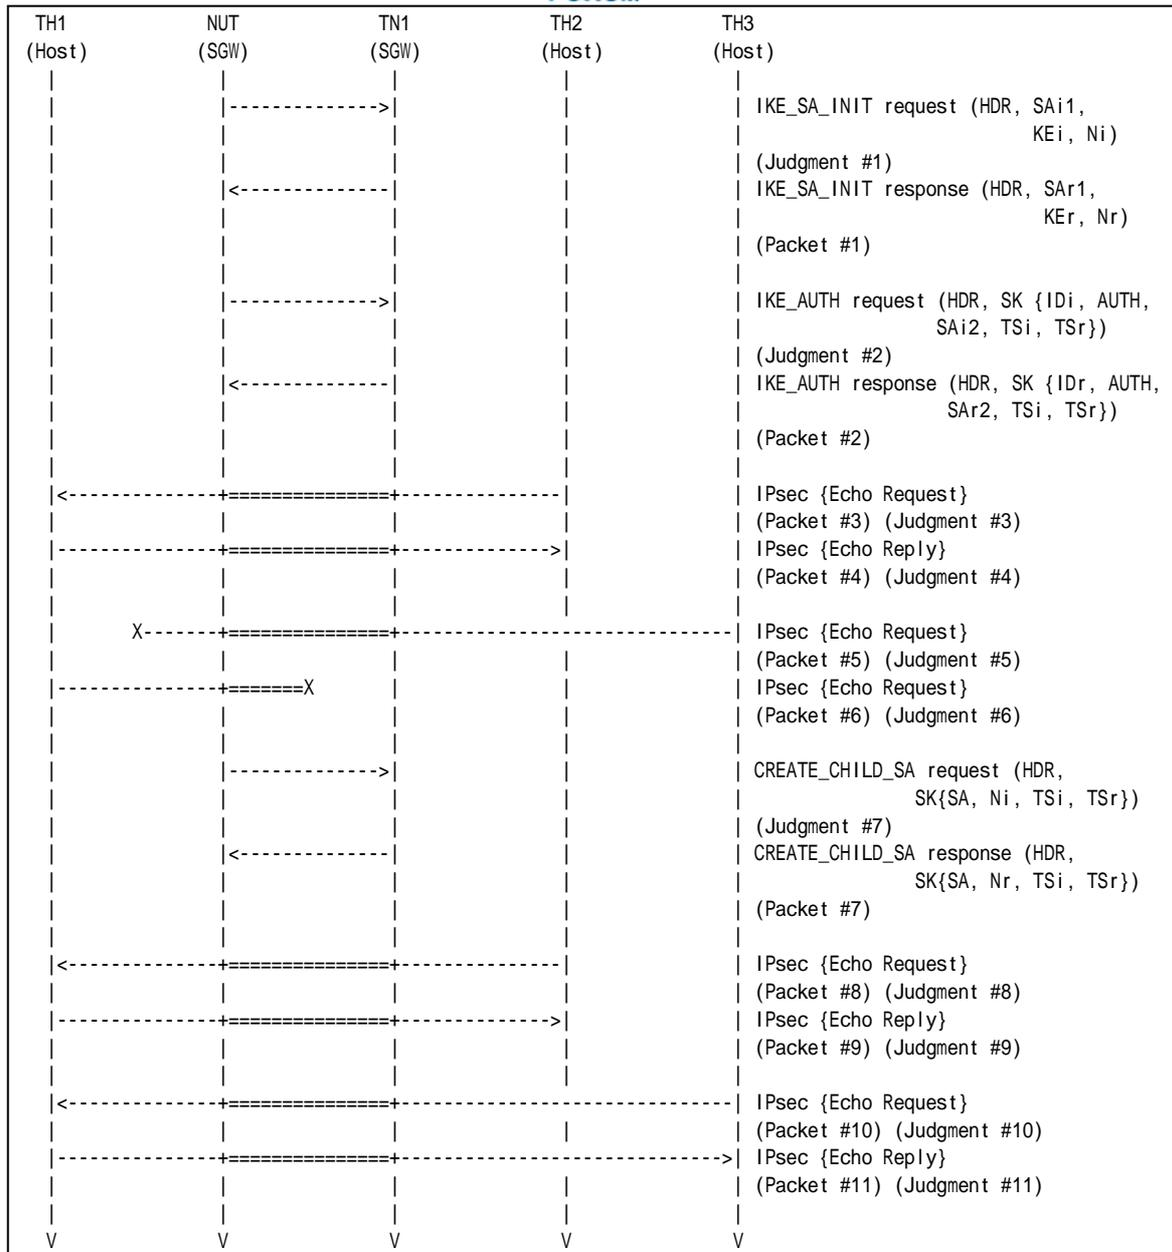 TH1 NUT TN1 TH2 TH3
(Host) (SGW) (SGW) (Host) (Host)
| | | | |
| |-------------->| | | IKE_SA_INIT request (HDR, SAi1,
| | | | | KEi, Ni)
| | | | | (Judgment #1)
| |<--------------| | | IKE_SA_INIT response (HDR, SAr1,
| | | | | KEr, Nr)
| | | | | (Packet #1)
| | | | |
| |-------------->| | | IKE_AUTH request (HDR, SK {IDi, AUTH,
| | | | | SAi2, TSi, TSr})
| | | | | (Judgment #2)
| |<--------------| | | IKE_AUTH response (HDR, SK {IDr, AUTH,
| | | | | SAr2, TSi, TSr})
| | | | | (Packet #2)
| | | | |
|<--------------+===============+---------------| | IPsec {Echo Request}
| | | | | (Packet #3) (Judgment #3)
|---------------+===============+-------------->| | IPsec {Echo Reply}
| | | | | (Packet #4) (Judgment #4)
| | | | |
| X-------+===============+-------------------------------| IPsec {Echo Request}
| | | | | (Packet #5) (Judgment #5)
|---------------+=======X | | | IPsec {Echo Request}
| | | | | (Packet #6) (Judgment #6)
| | | | |
| |-------------->| | | CREATE_CHILD_SA request (HDR,
| | | | | SK{SA, Ni, TSi, TSr})
| | | | | (Judgment #7)
| |<--------------| | | CREATE_CHILD_SA response (HDR,
| | | | | SK{SA, Nr, TSi, TSr})
| | | | | (Packet #7)
| | | | |
|<--------------+===============+---------------| | IPsec {Echo Request}
| | | | | (Packet #8) (Judgment #8)
|---------------+===============+-------------->| | IPsec {Echo Reply}
| | | | | (Packet #9) (Judgment #9)
| | | | |
|<--------------+===============+-------------------------------| IPsec {Echo Request}
| | | | | (Packet #10) (Judgment #10)
|---------------+===============+------------------------------>| IPsec {Echo Reply}
| | | | | (Packet #11) (Judgment #11)
| | | | |
V V V V V